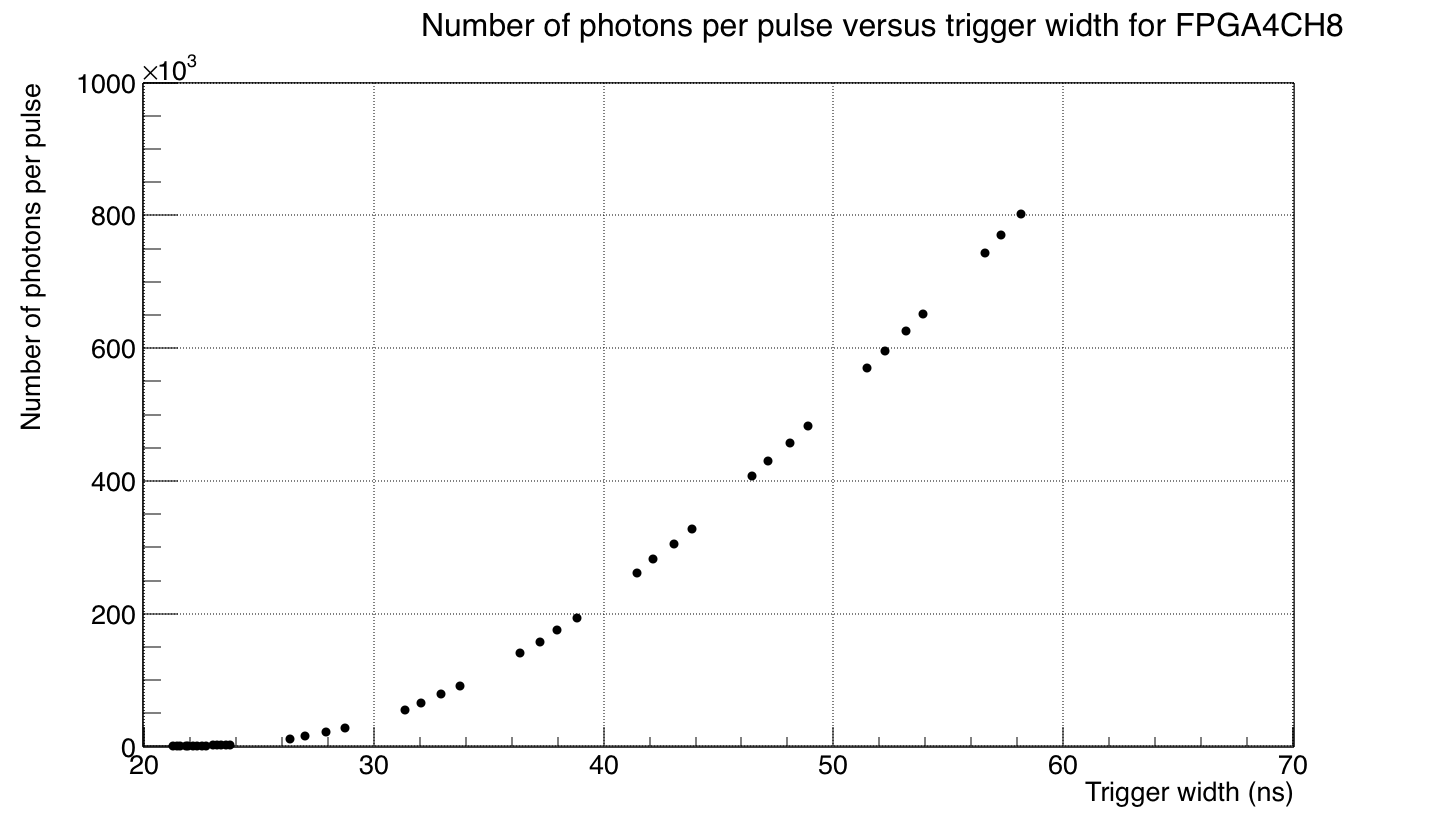 Number of photons per pulse versus trigger width for FPGA4CH8
×10³
Number of photons per pulse
1000
800
600
400
200
0
20 30 40 50 60 70
Trigger width (ns)